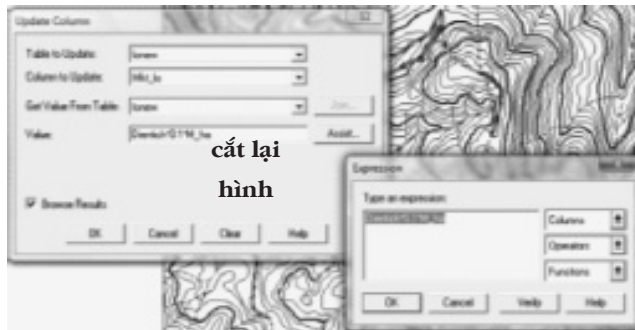 Update Column
Table to Update:
Column to Update:
Get Value From Table:
Join...
Value:
Assist...
cắt lại
hình
Browse Results
OK Cancel Clear Help
Expression
Type an expression:
Columns
Operators
Functions
OK Cancel Verify Help